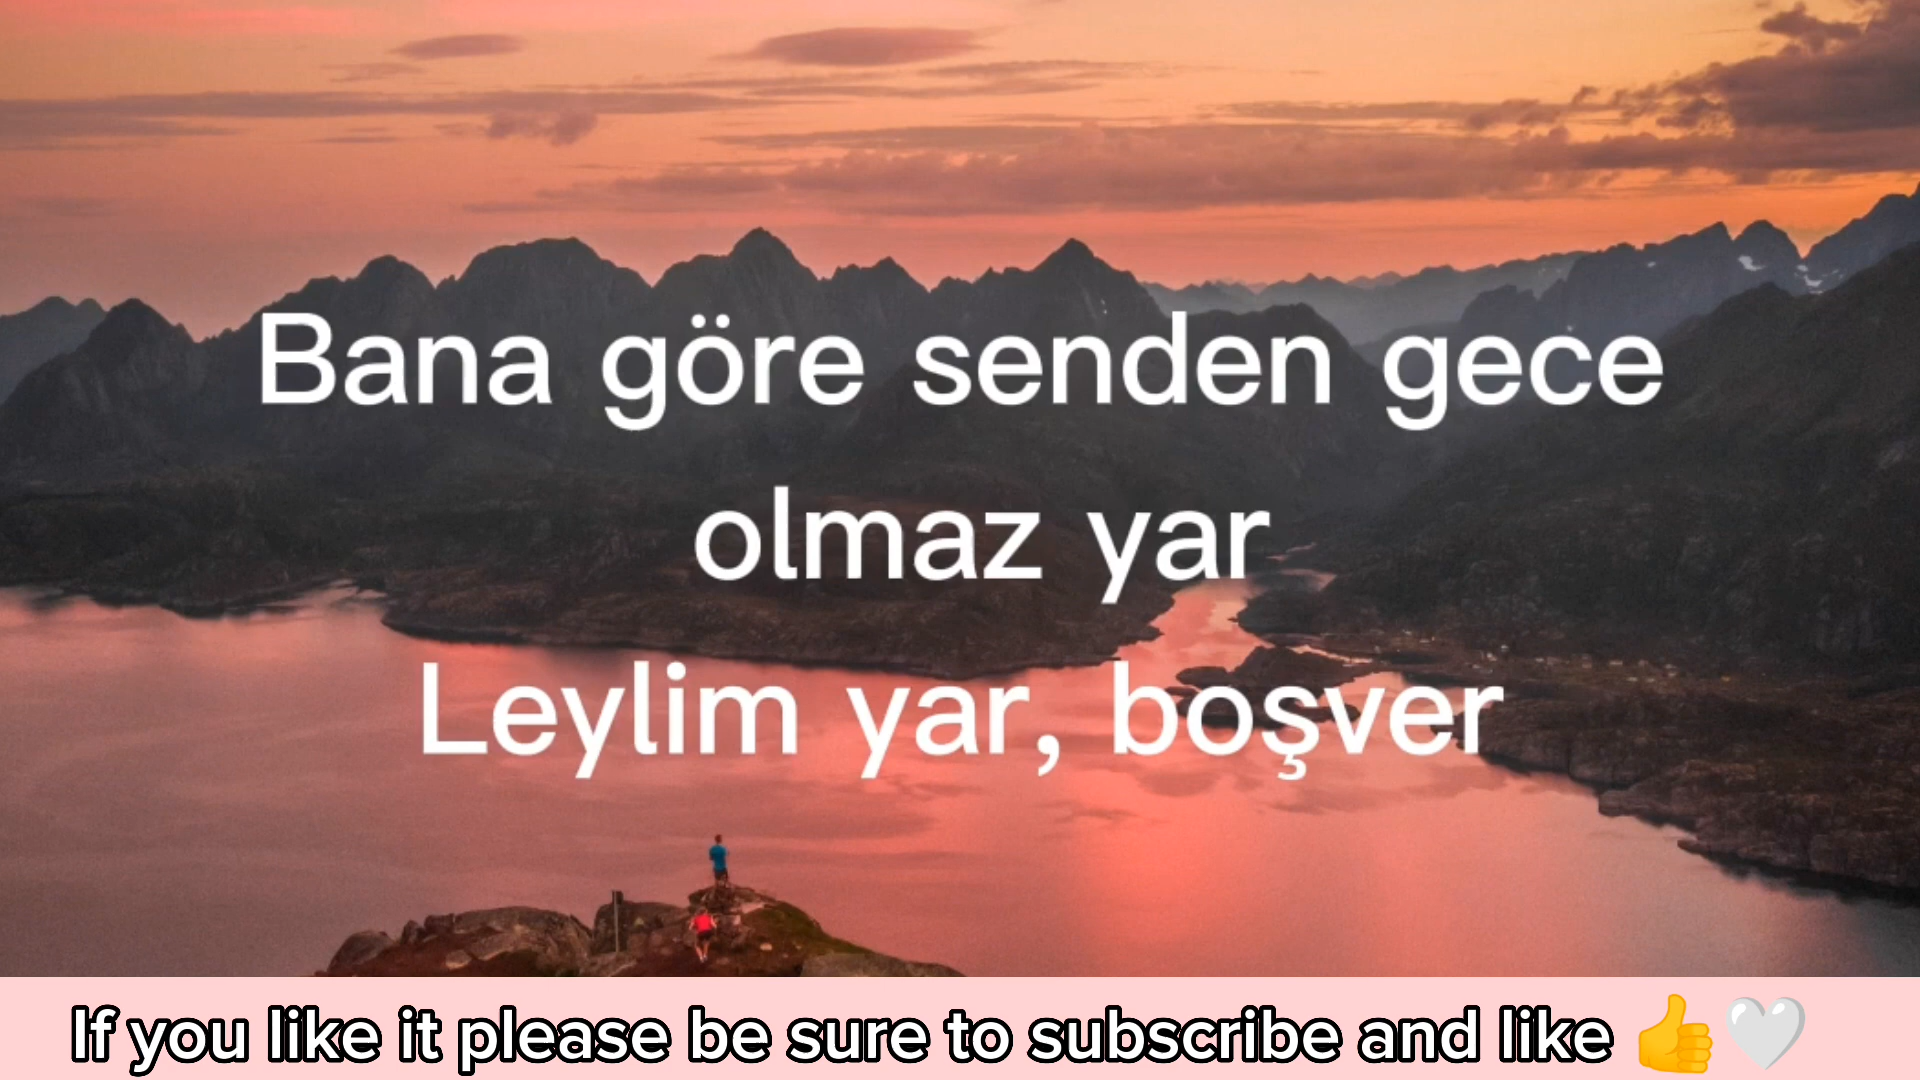 Bana göre senden gece
olmaz yar
Leylim yar, boşver
If you like it please be sure to subscribe and like 👍🤍